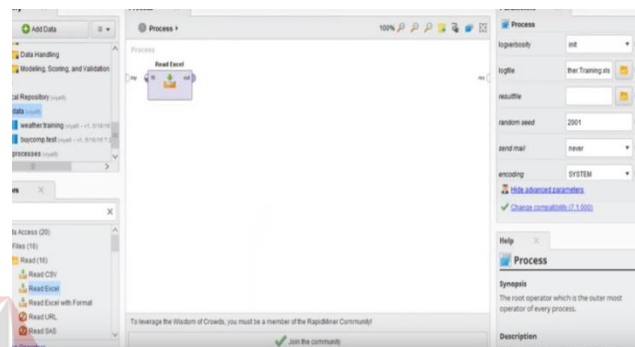 Add Data
Data Handling
Modeling, Scoring, and Validation
cal Repository
data
weather.training
buycomp.test
processes
ta Access (20)
Files (16)
Read (16)
Read CSV
Read Excel
Read Excel with Format
Read URL
Read SAS
Process
Process
100%
Process
Read Excel
fil
out
res
To leverage the Wisdom of Crowds, you must be a member of the RapidMiner Community!
Join the community
Process
logverbosity
init
logfile
ther Training.xls
resultfile
random seed
2001
send mail
never
encoding
SYSTEM
Hide advanced parameters
Change compatibility (7.1.000)
Help
Process
Synopsis
The root operator which is the outer most
operator of every process.
Description